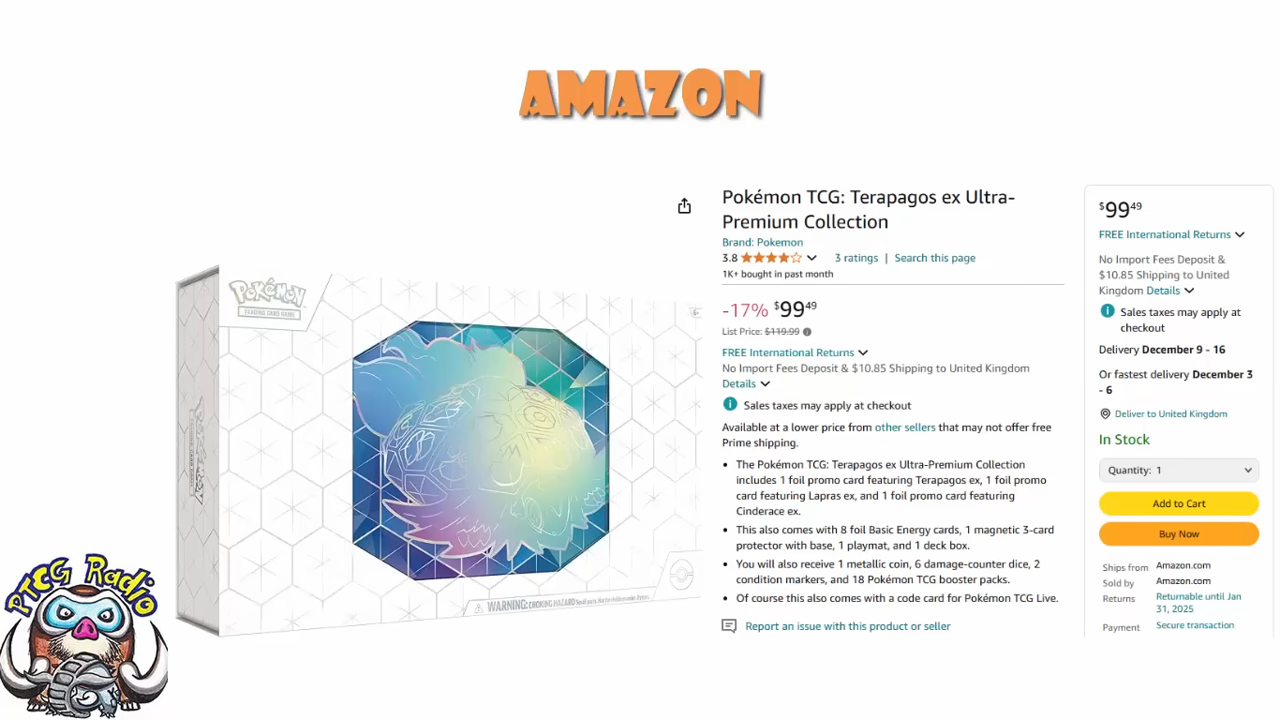 AMAZON
Pokémon TCG: Terapagos ex Ultra-
Premium Collection
Brand: Pokemon
3.8
3 ratings | Search this page
1K+ bought in past month
-17% $99 49
List Price: $119.99
FREE International Returns
No Import Fees Deposit & $10.85 Shipping to United Kingdom
Details
Sales taxes may apply at checkout
Available at a lower price from other sellers that may not offer free
Prime shipping.
• The Pokémon TCG: Terapagos ex Ultra-Premium Collection
includes 1 foil promo card featuring Terapagos ex, 1 foil promo
card featuring Lapras ex, and 1 foil promo card featuring
Cinderace ex.
• This also comes with 8 foil Basic Energy cards, 1 magnetic 3-card
protector with base, 1 playmat, and 1 deck box.
• You will also receive 1 metallic coin, 6 damage-counter dice, 2
condition markers, and 18 Pokémon TCG booster packs.
• Of course this also comes with a code card for Pokémon TCG Live.
Report an issue with this product or seller
$99 49
FREE International Returns
No Import Fees Deposit &
$10.85 Shipping to United
Kingdom Details
Sales taxes may apply at
checkout
Delivery December 9 - 16
Or fastest delivery December 3
- 6
Deliver to United Kingdom
In Stock
Quantity: 1
Add to Cart
Buy Now
Ships from Amazon.com
Sold by Amazon.com
Returns Returnable until Jan
31, 2025
Payment Secure transaction
Pokémon
TRADING CARD GAME
Pokémon
WARNING: CHOKING HAZARD
PTCG Radio